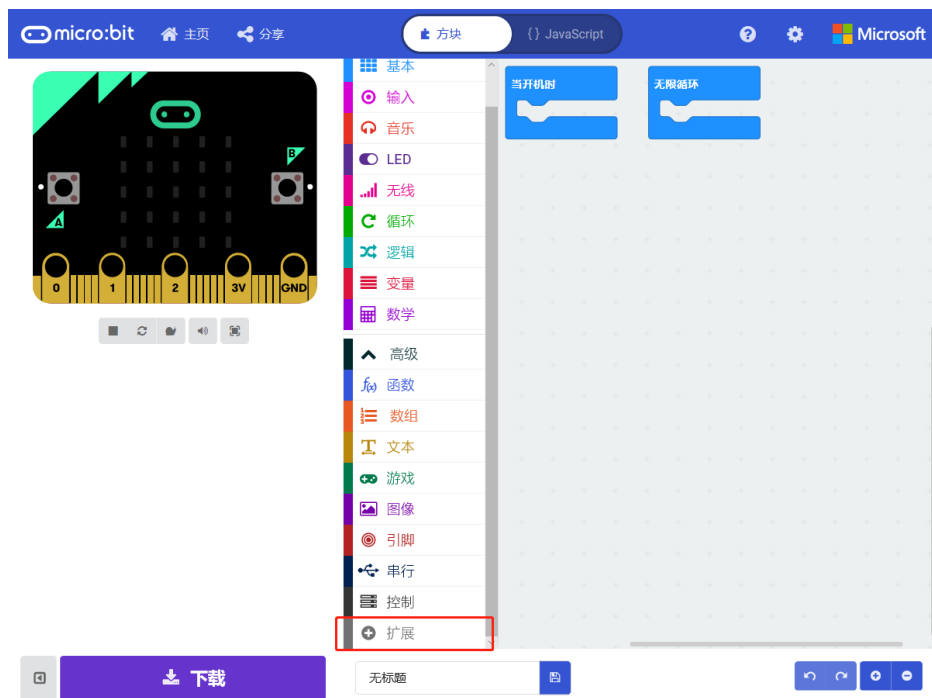 micro:bit 主页 分享 方块 {} JavaScript Microsoft
基本
输入
音乐
LED
无线
循环
逻辑
变量
数学
高级
f(x) 函数
数组
文本
游戏
图像
引脚
串行
控制
扩展
当开机时 无限循环
B
A
0 1 2 3V GND
下载 无标题